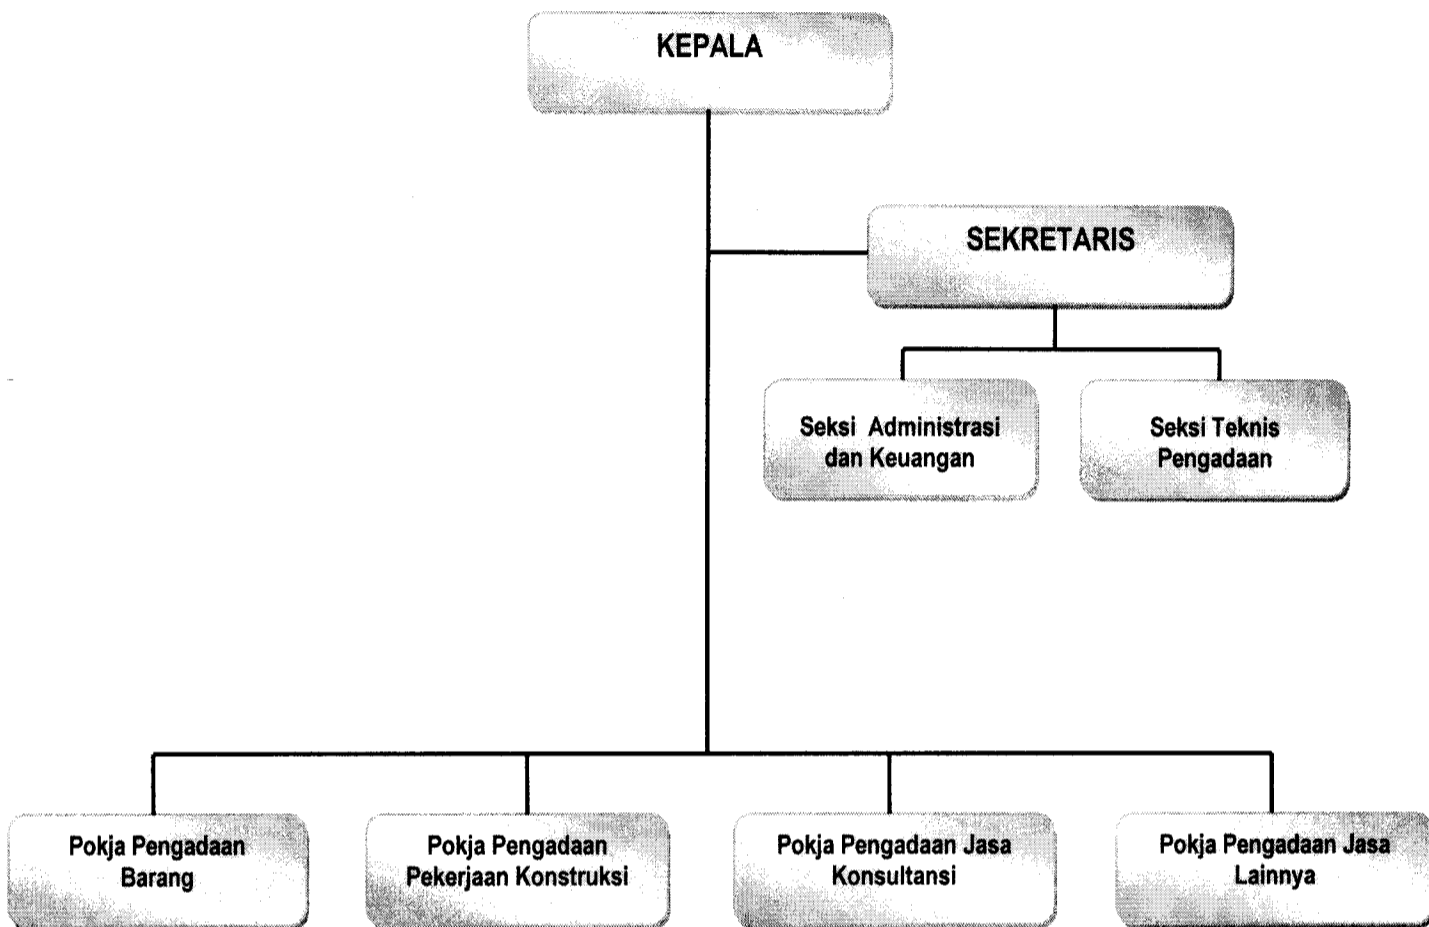 KEPALA
SEKRETARIS
Seksi Administrasi
dan Keuangan
Seksi Teknis
Pengadaan
Pokja Pengadaan
Barang
Pokja Pengadaan
Pekerjaan Konstruksi
Pokja Pengadaan Jasa
Konsultansi
Pokja Pengadaan Jasa
Lainnya